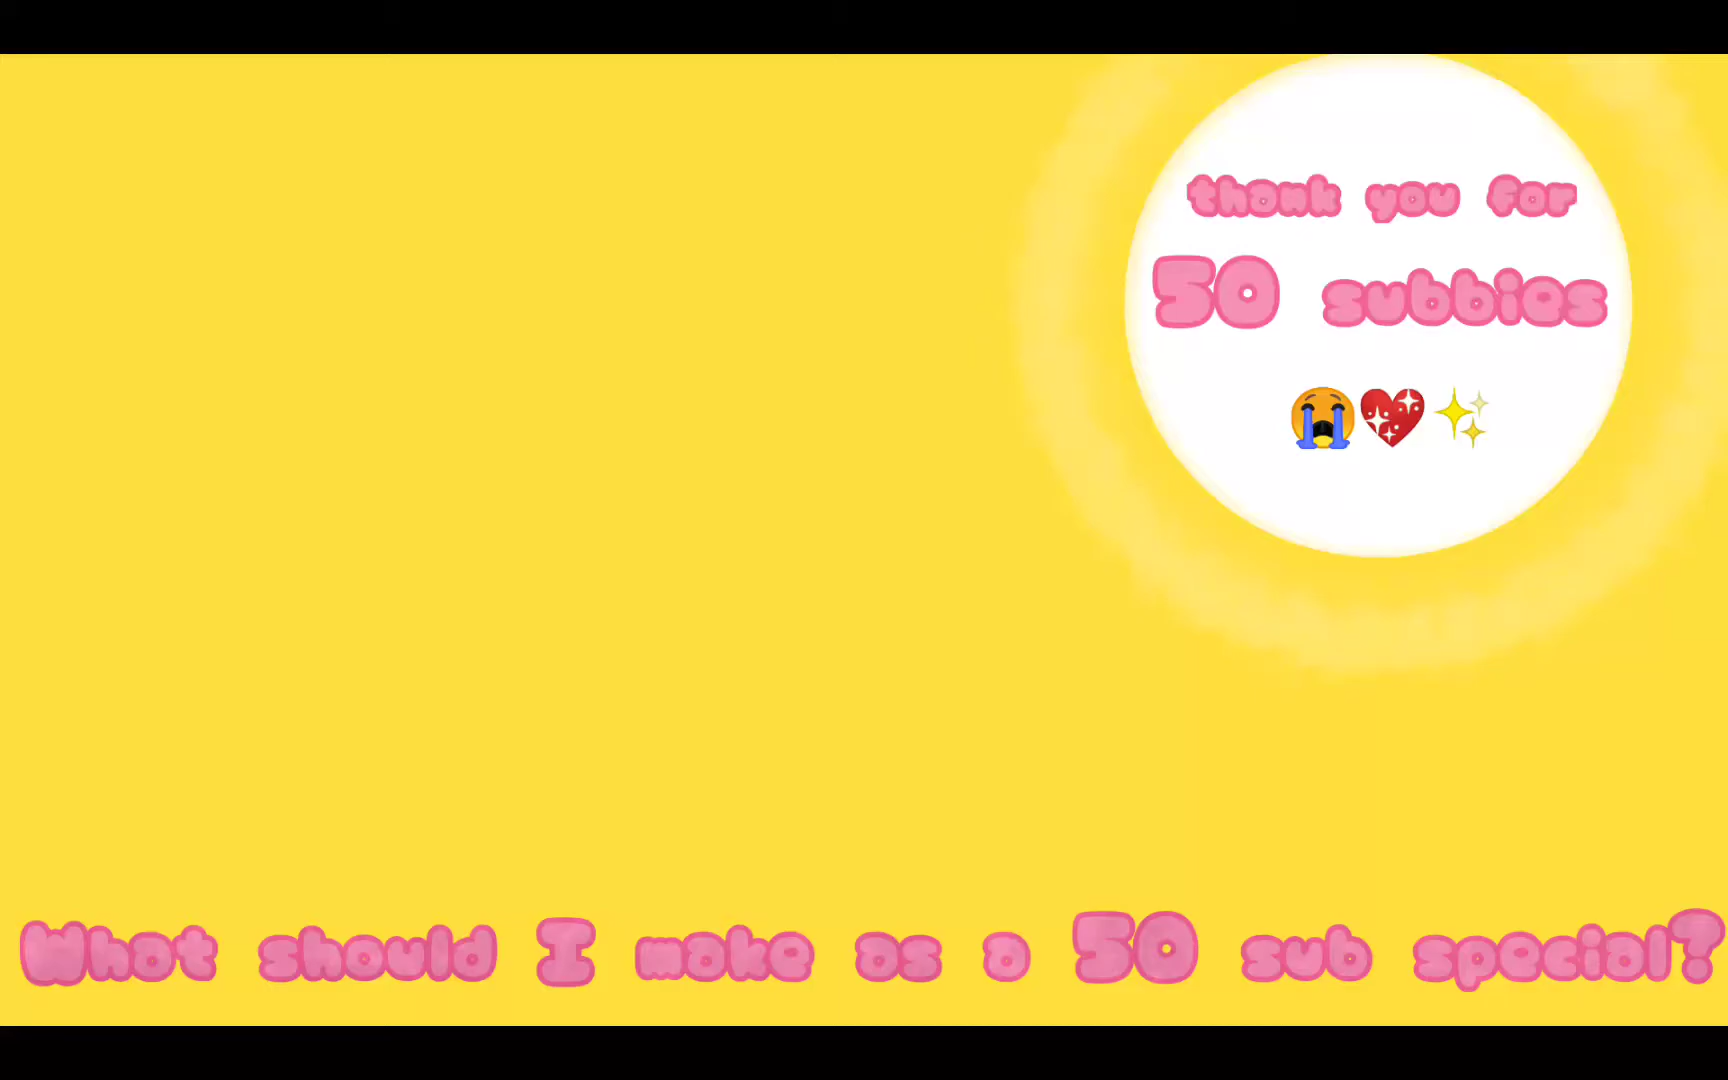 thank you for
50 subbies
😭💖✨
What should I make as a 50 sub special?